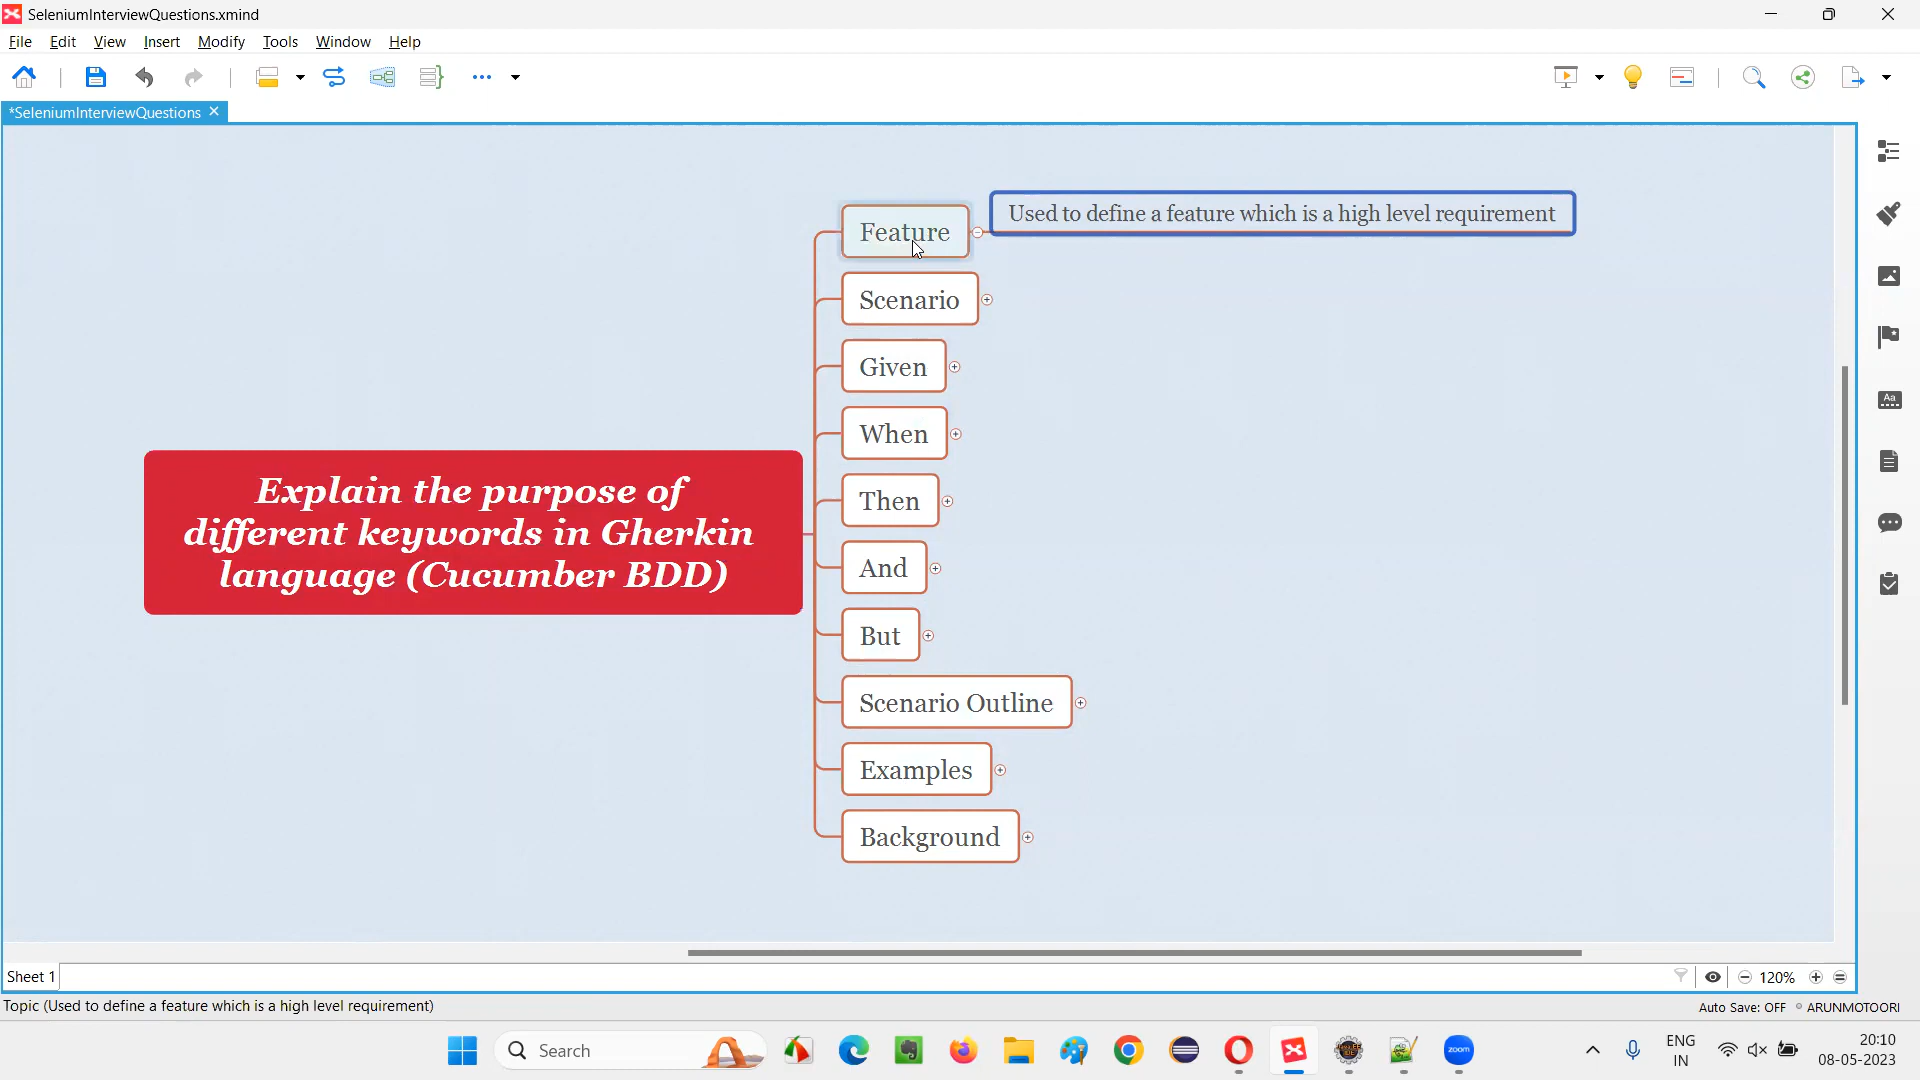 SeleniumInterviewQuestions.xmind
File Edit View Insert Modify Tools Window Help
*SeleniumInterviewQuestions
Feature
Used to define a feature which is a high level requirement
Scenario
Given
When
Explain the purpose of
different keywords in Gherkin
language (Cucumber BDD)
Then
And
But
Scenario Outline
Examples
Background
Aa
Sheet 1
120%
Topic (Used to define a feature which is a high level requirement)
Auto Save: OFF
ARUNMOTOORI
Search
zoom
ENG
IN
20:10
08-05-2023